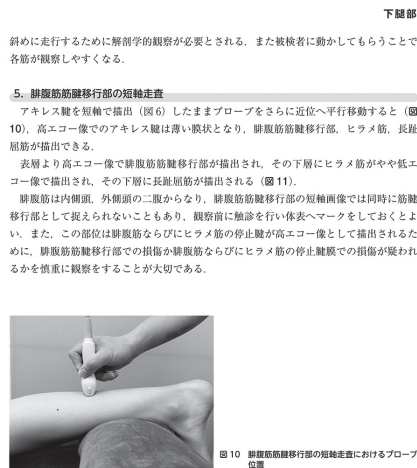 下腿部
斜めに走行するために解剖学的観察が必要とされる．また被検者に動かしてもらうことで
各筋が観察しやすくなる．
5. 腓腹筋筋腱移行部の短軸走査
アキレス腱を短軸で描出（図6）したままプローブをさらに近位へ平行移動すると（図
10），高エコー像でのアキレス腱は薄い膜状となり，腓腹筋筋腱移行部，ヒラメ筋，長趾
屈筋が描出できる．
表層より高エコー像で腓腹筋筋腱移行部が描出され，その下層にヒラメ筋がやや低エ
コー像で描出され，その下層に長趾屈筋が描出される（図11）．
腓腹筋は内側頭，外側頭の二腹からなり，腓腹筋筋腱移行部の短軸画像では同時に筋腱
移行部として捉えられないこともあり，観察前に触診を行い体表へマークをしておくとよ
い．また，この部位は腓腹筋ならびにヒラメ筋の停止腱が高エコー像として描出されるた
めに，腓腹筋筋腱移行部での損傷か腓腹筋ならびにヒラメ筋の停止腱膜での損傷が疑われ
るかを慎重に観察をすることが大切である．
図10 腓腹筋筋腱移行部の短軸走査におけるプローブ
位置